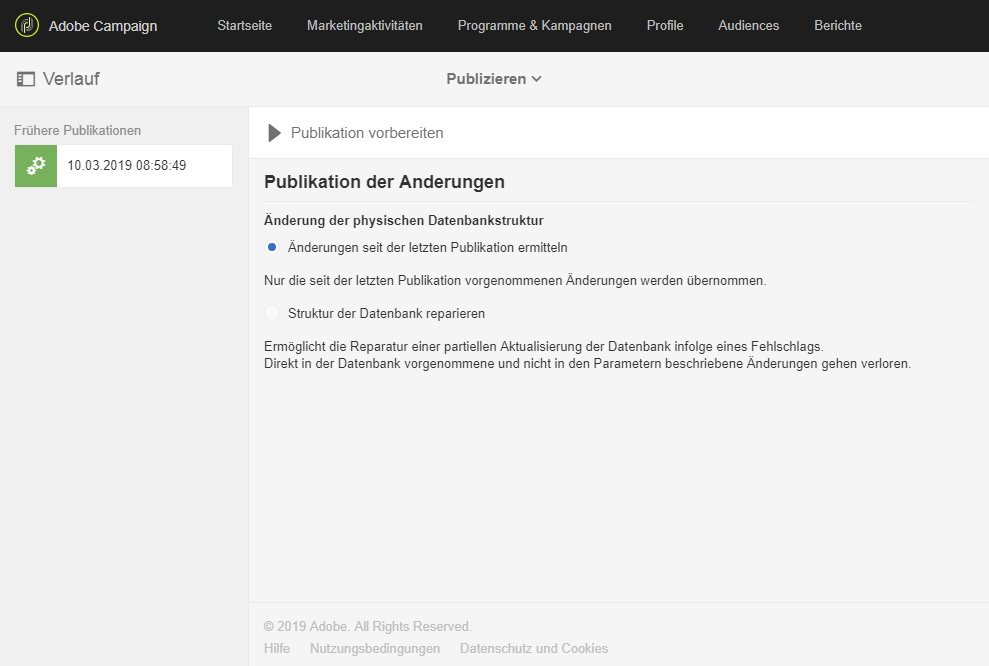 Adobe Campaign Startseite Marketingaktivitäten Programme & Kampagnen Profile Audiences Berichte
Verlauf Publizieren
Frühere Publikationen
10.03.2019 08:58:49
Publikation vorbereiten
Publikation der Anderungen
Änderung der physischen Datenbankstruktur
Änderungen seit der letzten Publikation ermitteln
Nur die seit der letzten Publikation vorgenommenen Änderungen werden übernommen.
Struktur der Datenbank reparieren
Ermöglicht die Reparatur einer partiellen Aktualisierung der Datenbank infolge eines Fehlschlags.
Direkt in der Datenbank vorgenommene und nicht in den Parametern beschriebene Änderungen gehen verloren.
© 2019 Adobe. All Rights Reserved.
Hilfe Nutzungsbedingungen Datenschutz und Cookies